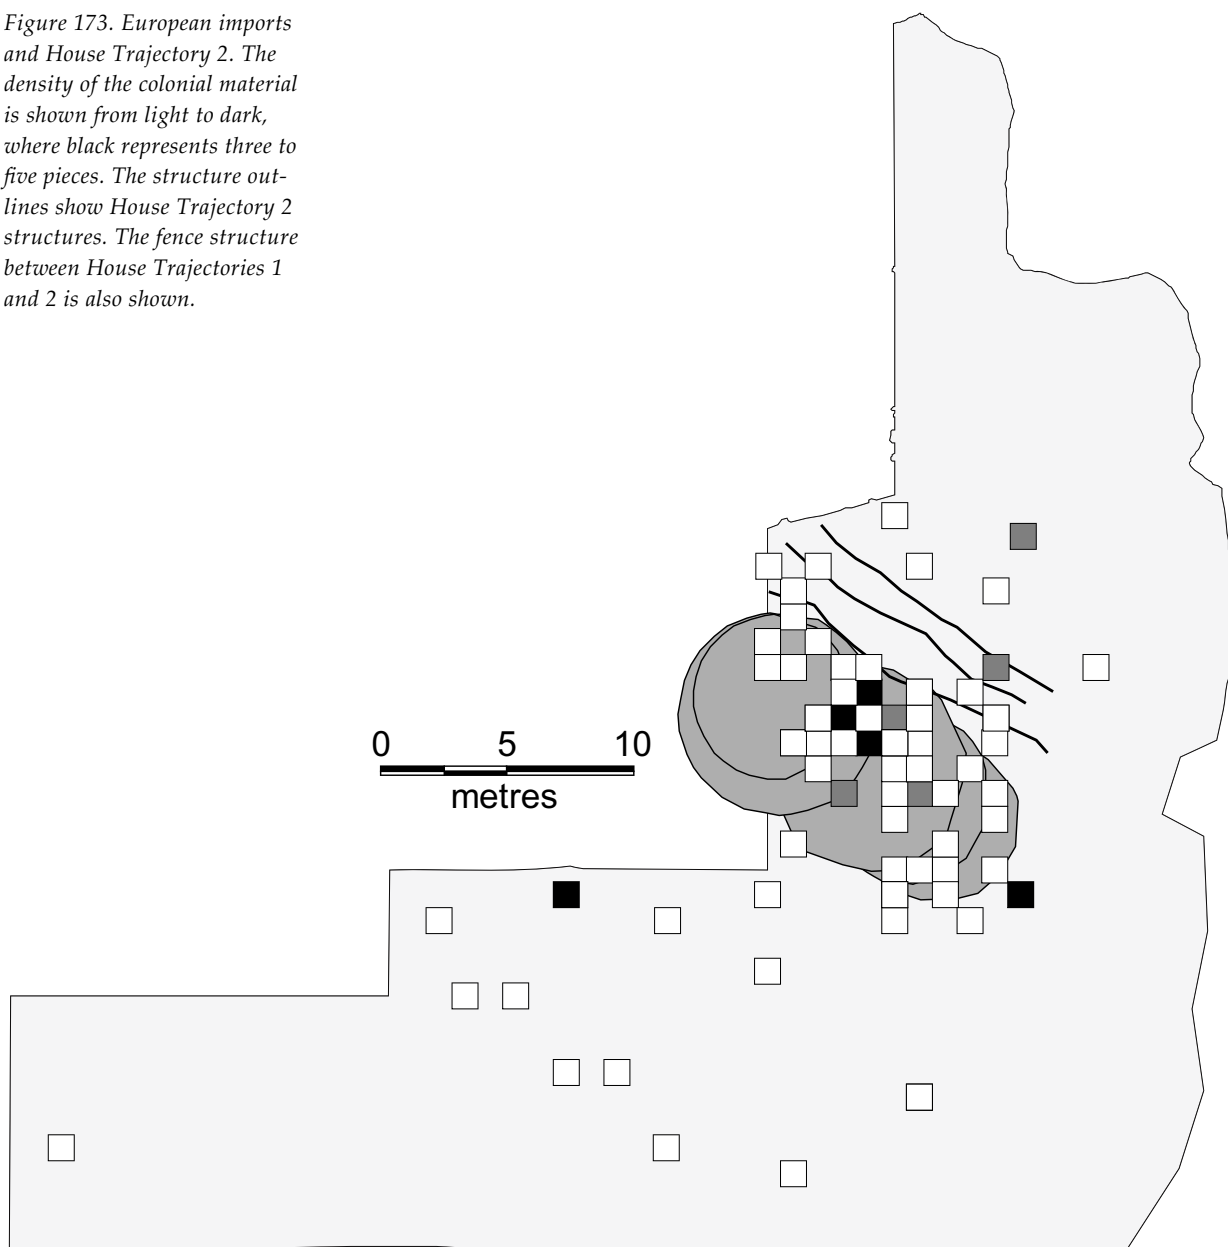 Figure 173. European imports
and House Trajectory 2. The
density of the colonial material
is shown from light to dark,
where black represents three to
five pieces. The structure out-
lines show House Trajectory 2
structures. The fence structure
between House Trajectories 1
and 2 is also shown.
0 5 10
metres